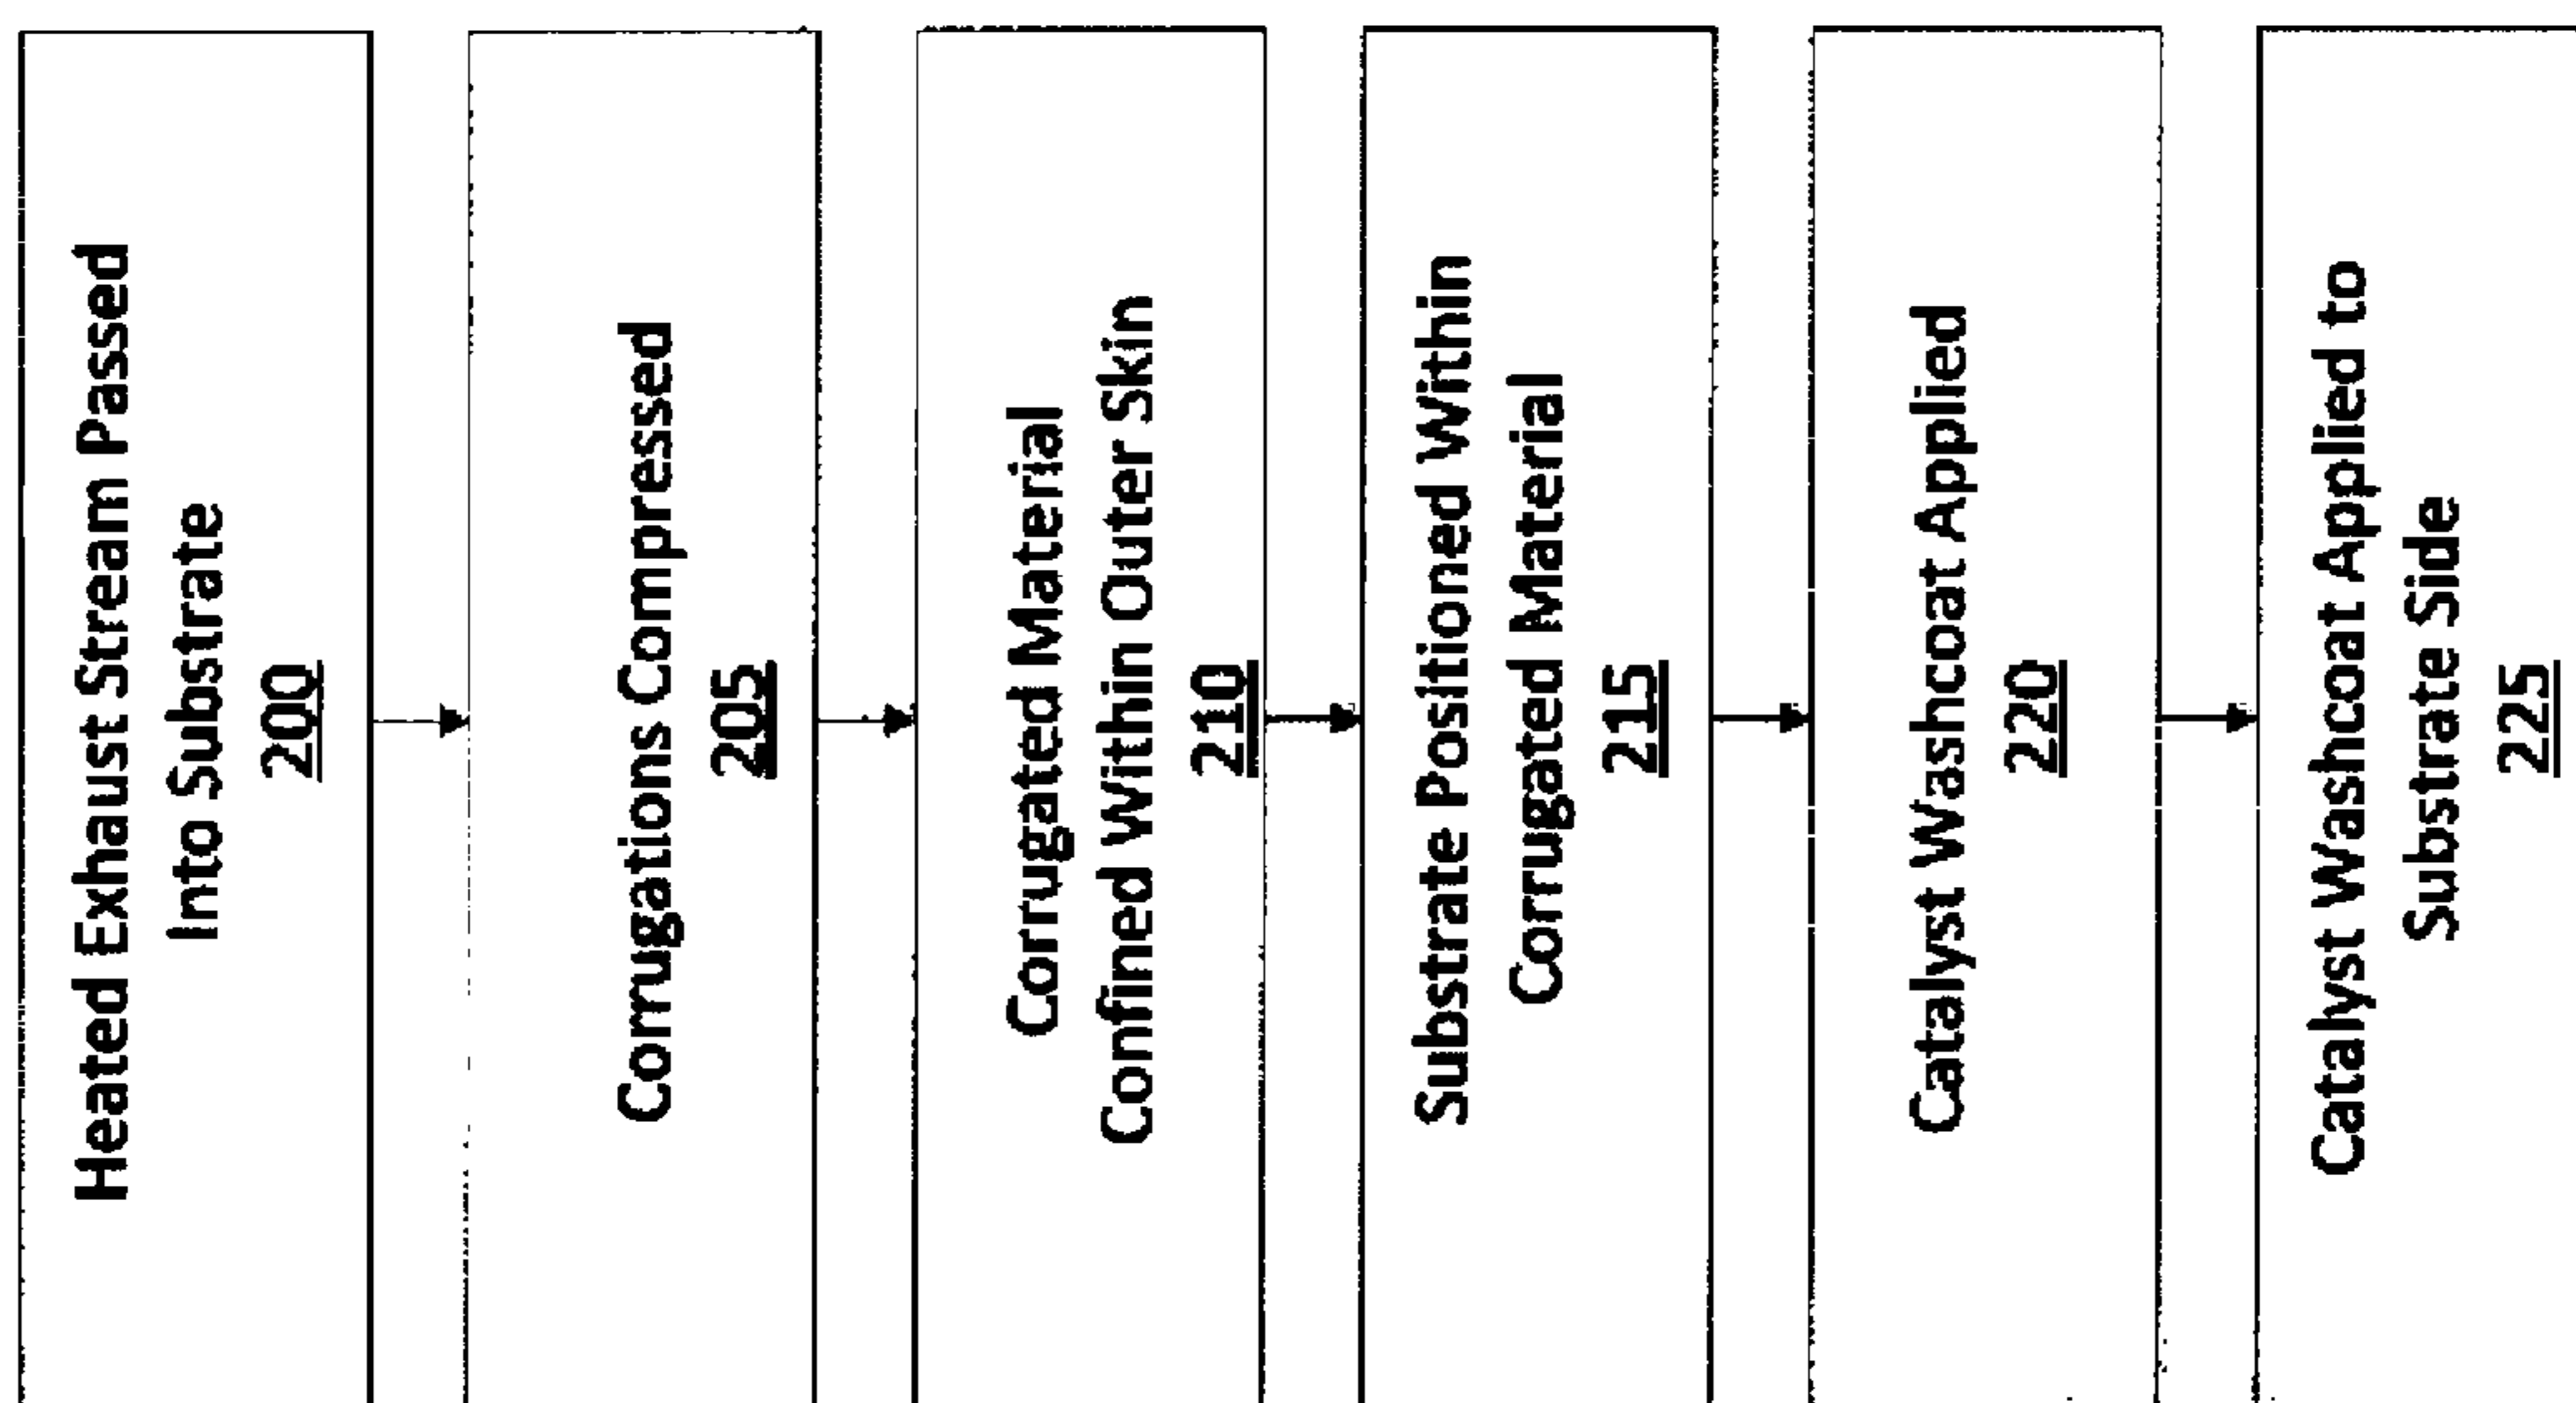 Heated Exhaust Stream Passed
Into Substrate
200
Corrugations Compressed
205
Corrugated Material
Confined Within Outer Skin
210
Substrate Positioned Within
Corrugated Material
215
Catalyst Washcoat Applied
220
Catalyst Washcoat Applied to
Substrate Side
225